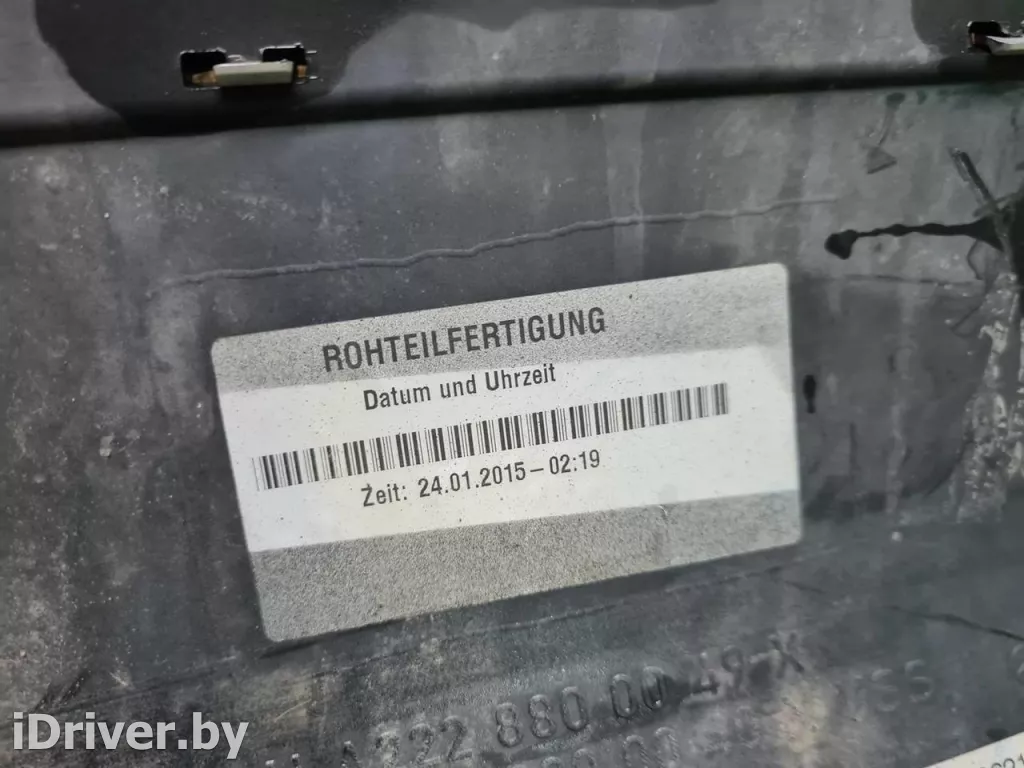 ROHTEILFERTIGUNG
Datum und Uhrzeit
Zeit: 24.01.2015-02:19
222 880 00 49-X
iDriver.by